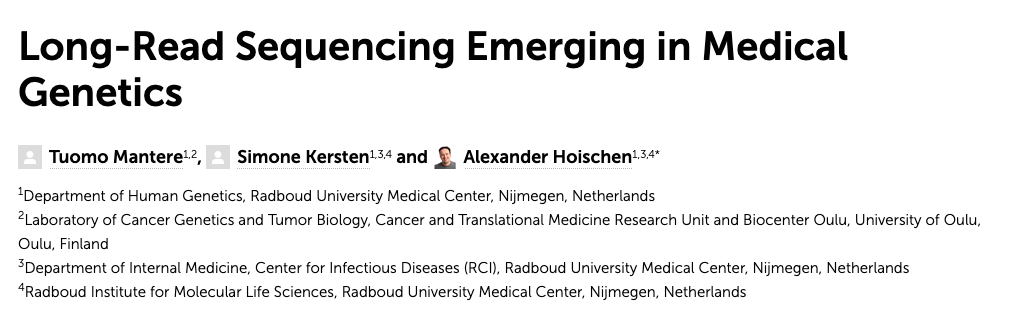 Long-Read Sequencing Emerging in Medical
Genetics
Tuomo Mantere1,2, Simone Kersten1,3,4 and Alexander Hoischen1,3,4*
1Department of Human Genetics, Radboud University Medical Center, Nijmegen, Netherlands
2Laboratory of Cancer Genetics and Tumor Biology, Cancer and Translational Medicine Research Unit and Biocenter Oulu, University of Oulu,
Oulu, Finland
3Department of Internal Medicine, Center for Infectious Diseases (RCI), Radboud University Medical Center, Nijmegen, Netherlands
4Radboud Institute for Molecular Life Sciences, Radboud University Medical Center, Nijmegen, Netherlands